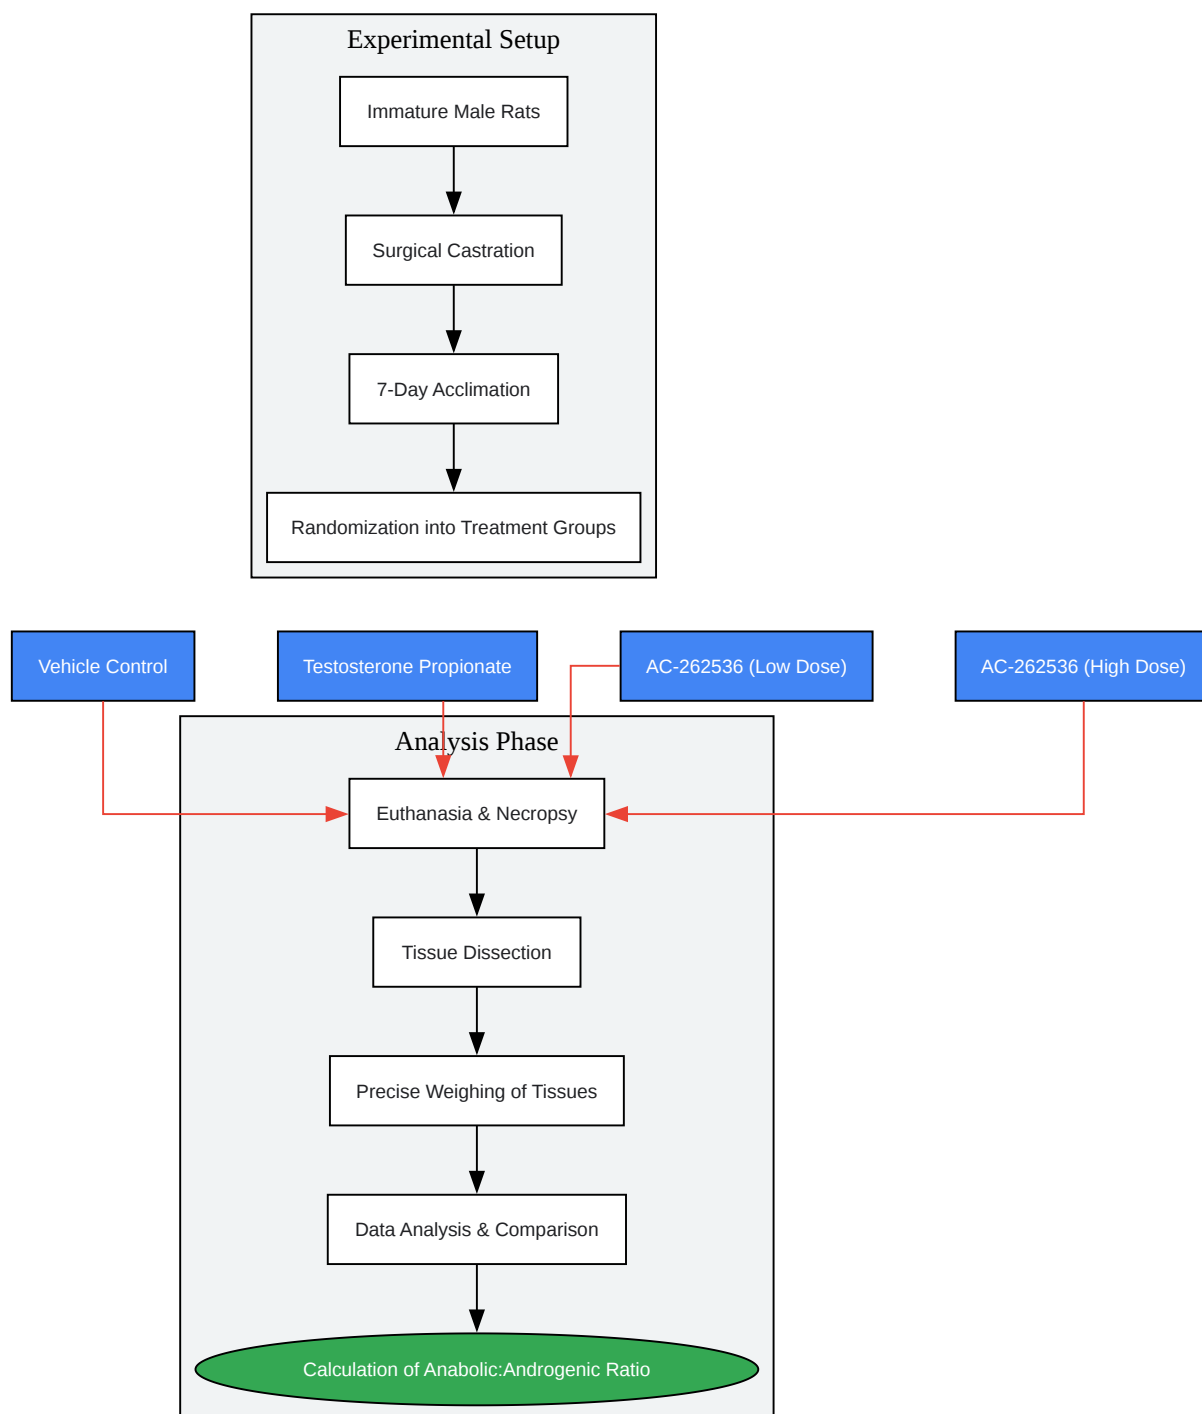 Experimental Setup
Immature Male Rats
Surgical Castration
7-Day Acclimation
Randomization into Treatment Groups
Vehicle Control
Testosterone Propionate
AC-262536 (Low Dose)
AC-262536 (High Dose)
Analysis Phase
Euthanasia & Necropsy
Tissue Dissection
Precise Weighing of Tissues
Data Analysis & Comparison
Calculation of Anabolic:Androgenic Ratio